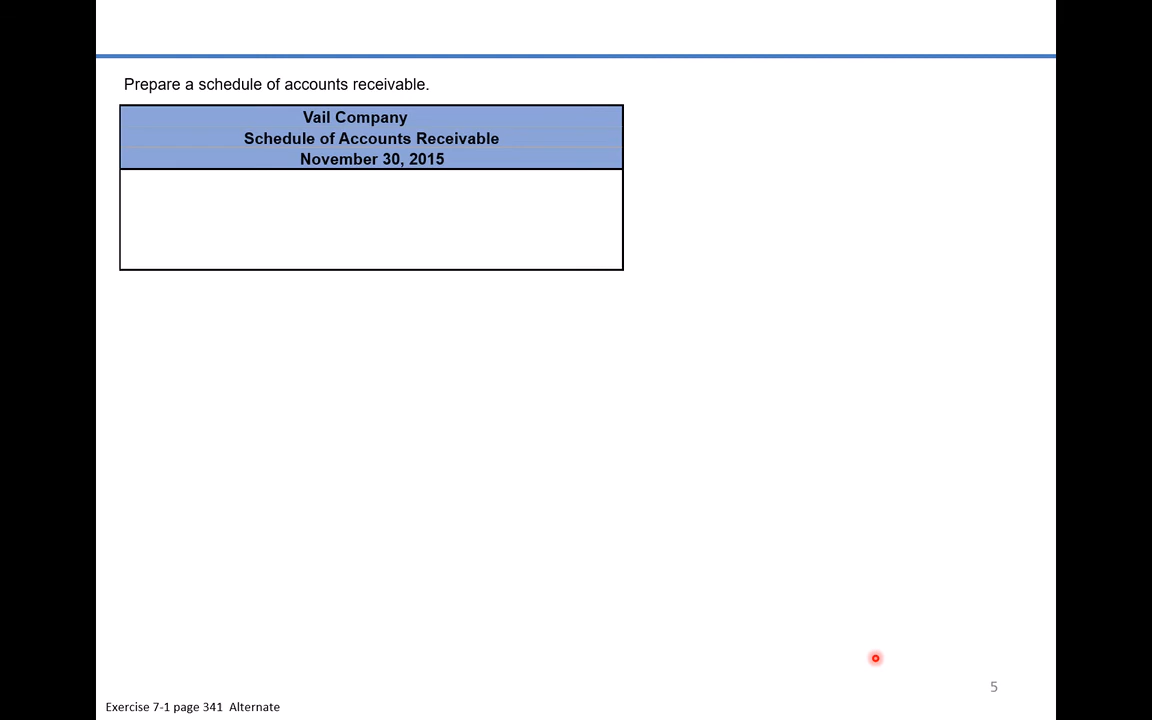 Prepare a schedule of accounts receivable.
Vail Company
Schedule of Accounts Receivable
November 30, 2015
5
Exercise 7-1 page 341 Alternate